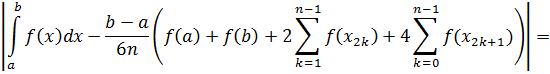 |∫_a^b f(x)dx − (b − a)/(6n) (f(a) + f(b) + 2∑_{k=1}^{n−1} f(x_{2k}) + 4∑_{k=0}^{n−1} f(x_{2k+1}))| =